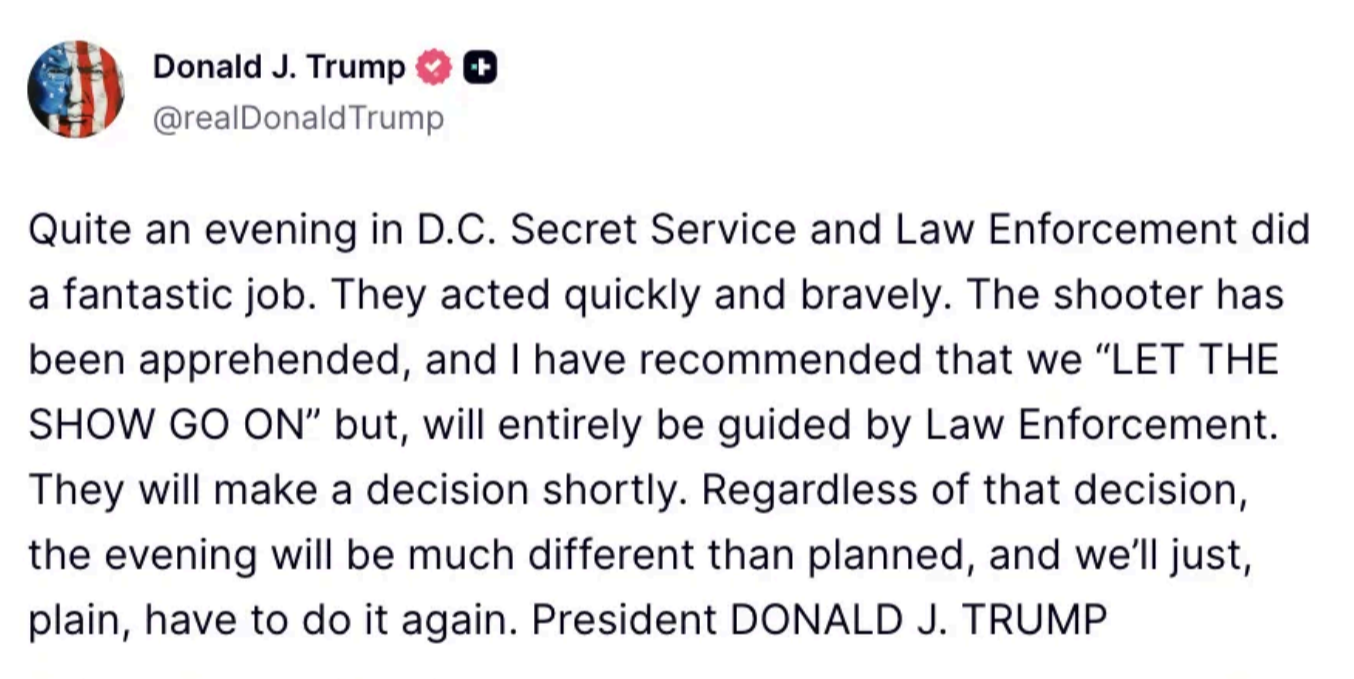 Donald J. Trump
@realDonaldTrump
Quite an evening in D.C. Secret Service and Law Enforcement did
a fantastic job. They acted quickly and bravely. The shooter has
been apprehended, and I have recommended that we “LET THE
SHOW GO ON” but, will entirely be guided by Law Enforcement.
They will make a decision shortly. Regardless of that decision,
the evening will be much different than planned, and we’ll just,
plain, have to do it again. President DONALD J. TRUMP